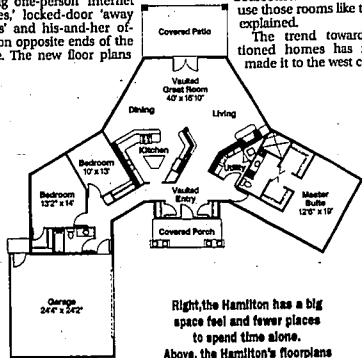 ing one-person internet
es,' locked-door 'away
s' and his-and-her of-
on opposite ends of the
e. The new floor plans
use those rooms like t
explained.
The trend toward
tioned homes has
made it to the west c
Covered Patio
Vaulted
Great Room
40' x 16'10"
Dining
Living
Kitchen
Bedroom
10' x 13'
Utility
Bedroom
13'2" x 14'
Vaulted
Entry
Master
Suite
12'6" x 19'
Covered Porch
Garage
24'4" x 24'2"
Right,the Hamilton has a big
space feel and fewer places
to spend time alone.
Above, the Hamilton's floorplans